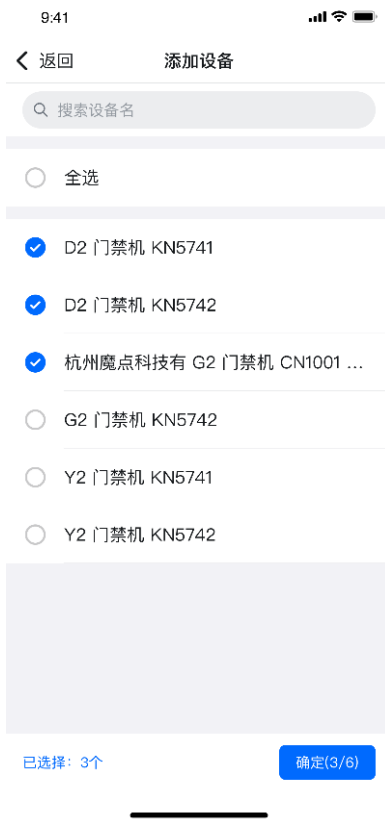 9:41
返回
添加设备
搜索设备名
全选
D2 门禁机 KN5741
D2 门禁机 KN5742
杭州魔点科技有 G2 门禁机 CN1001 ...
G2 门禁机 KN5742
Y2 门禁机 KN5741
Y2 门禁机 KN5742
已选择：3个
确定(3/6)